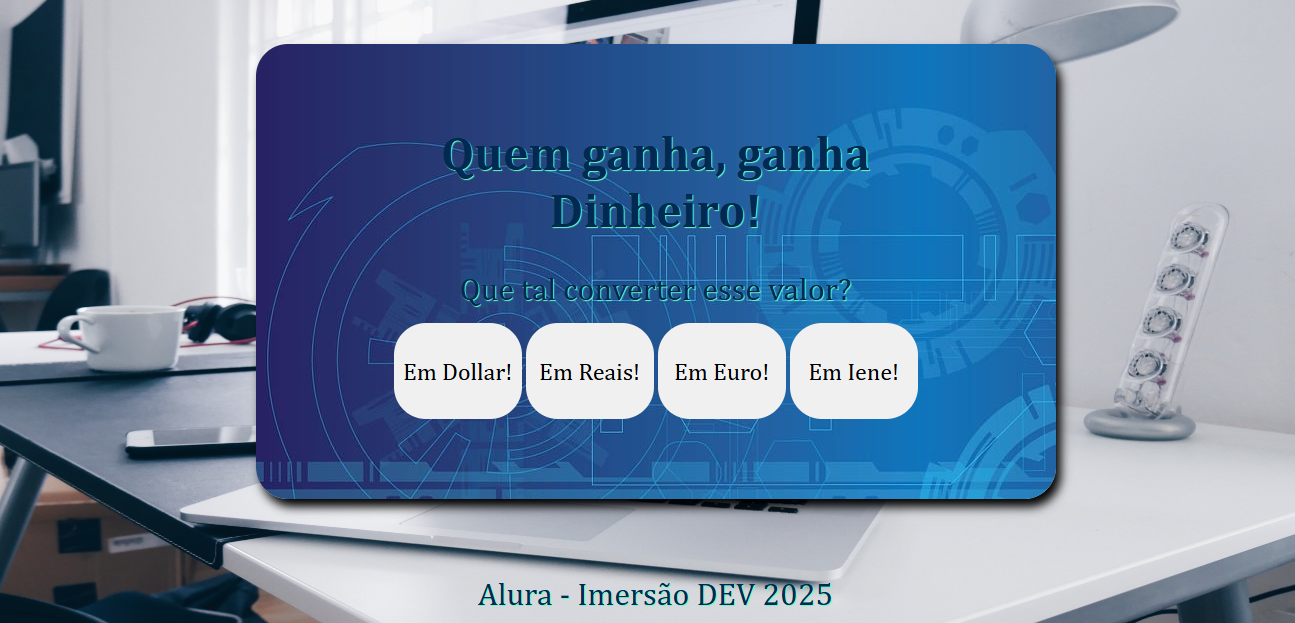 Quem ganha, ganha
Dinheiro!
Que tal converter esse valor?
Em Dollar! Em Reais! Em Euro! Em Iene!
Alura - Imersão DEV 2025